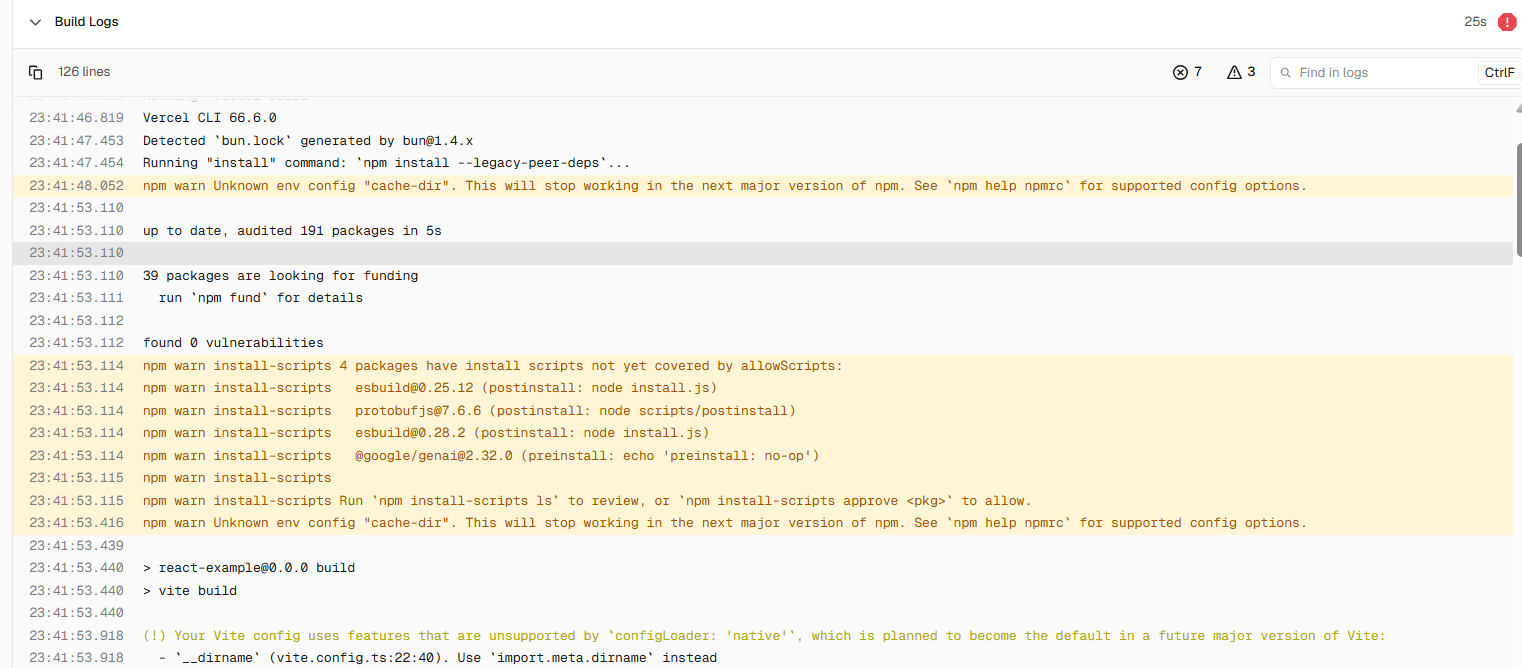 Build Logs
25s
126 lines
7
3
Find in logs
CtrlF
23:41:46.819 Vercel CLI 66.6.0
23:41:47.453 Detected `bun.lock` generated by bun@1.4.x
23:41:47.454 Running "install" command: `npm install --legacy-peer-deps`...
23:41:48.052 npm warn Unknown env config "cache-dir". This will stop working in the next major version of npm. See `npm help npmrc` for supported config options.
23:41:53.110
23:41:53.110 up to date, audited 191 packages in 5s
23:41:53.110
23:41:53.110 39 packages are looking for funding
23:41:53.111   run `npm fund` for details
23:41:53.112
23:41:53.112 found 0 vulnerabilities
23:41:53.114 npm warn install-scripts 4 packages have install scripts not yet covered by allowScripts:
23:41:53.114 npm warn install-scripts   esbuild@0.25.12 (postinstall: node install.js)
23:41:53.114 npm warn install-scripts   protobufjs@7.6.6 (postinstall: node scripts/postinstall)
23:41:53.114 npm warn install-scripts   esbuild@0.28.2 (postinstall: node install.js)
23:41:53.114 npm warn install-scripts   @google/genai@2.32.0 (preinstall: echo 'preinstall: no-op')
23:41:53.115 npm warn install-scripts
23:41:53.115 npm warn install-scripts Run `npm install-scripts ls` to review, or `npm install-scripts approve <pkg>` to allow.
23:41:53.416 npm warn Unknown env config "cache-dir". This will stop working in the next major version of npm. See `npm help npmrc` for supported config options.
23:41:53.439
23:41:53.440 > react-example@0.0.0 build
23:41:53.440 > vite build
23:41:53.440
23:41:53.918 (!) Your Vite config uses features that are unsupported by `configLoader: 'native'`, which is planned to become the default in a future major version of Vite:
23:41:53.918   - `__dirname` (vite.config.ts:22:40). Use `import.meta.dirname` instead